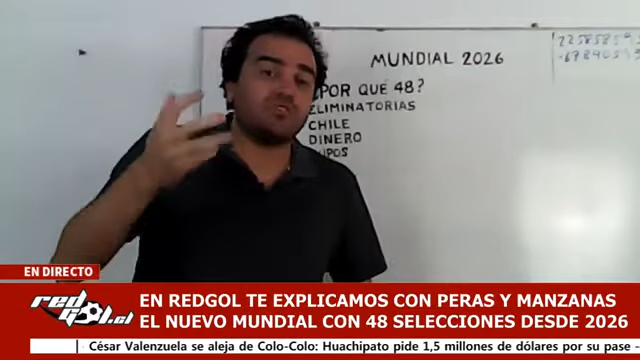 MUNDIAL 2026
¿POR QUÉ 48?
ELIMINATORIAS
CHILE
DINERO
EN DIRECTO
redgol.cl
EN REDGOL TE EXPLICAMOS CON PERAS Y MANZANAS
EL NUEVO MUNDIAL CON 48 SELECCIONES DESDE 2026
César Valenzuela se aleja de Colo-Colo: Huachipato pide 1,5 millones de dólares por su pase -